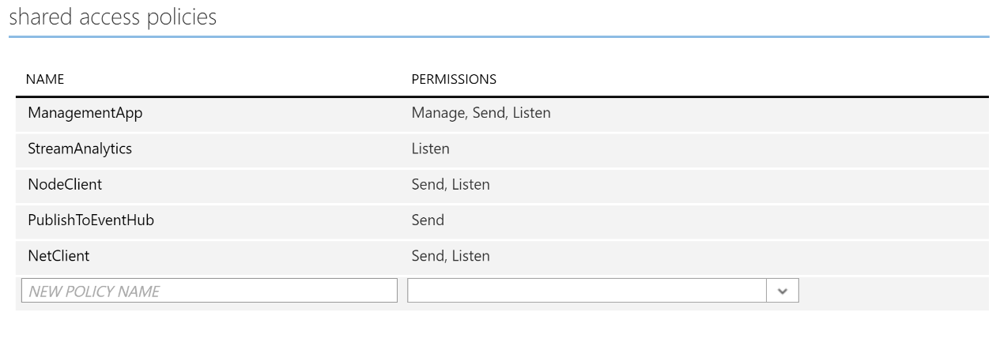 shared access policies
NAME PERMISSIONS
ManagementApp Manage, Send, Listen
StreamAnalytics Listen
NodeClient Send, Listen
PublishToEventHub Send
NetClient Send, Listen
NEW POLICY NAME